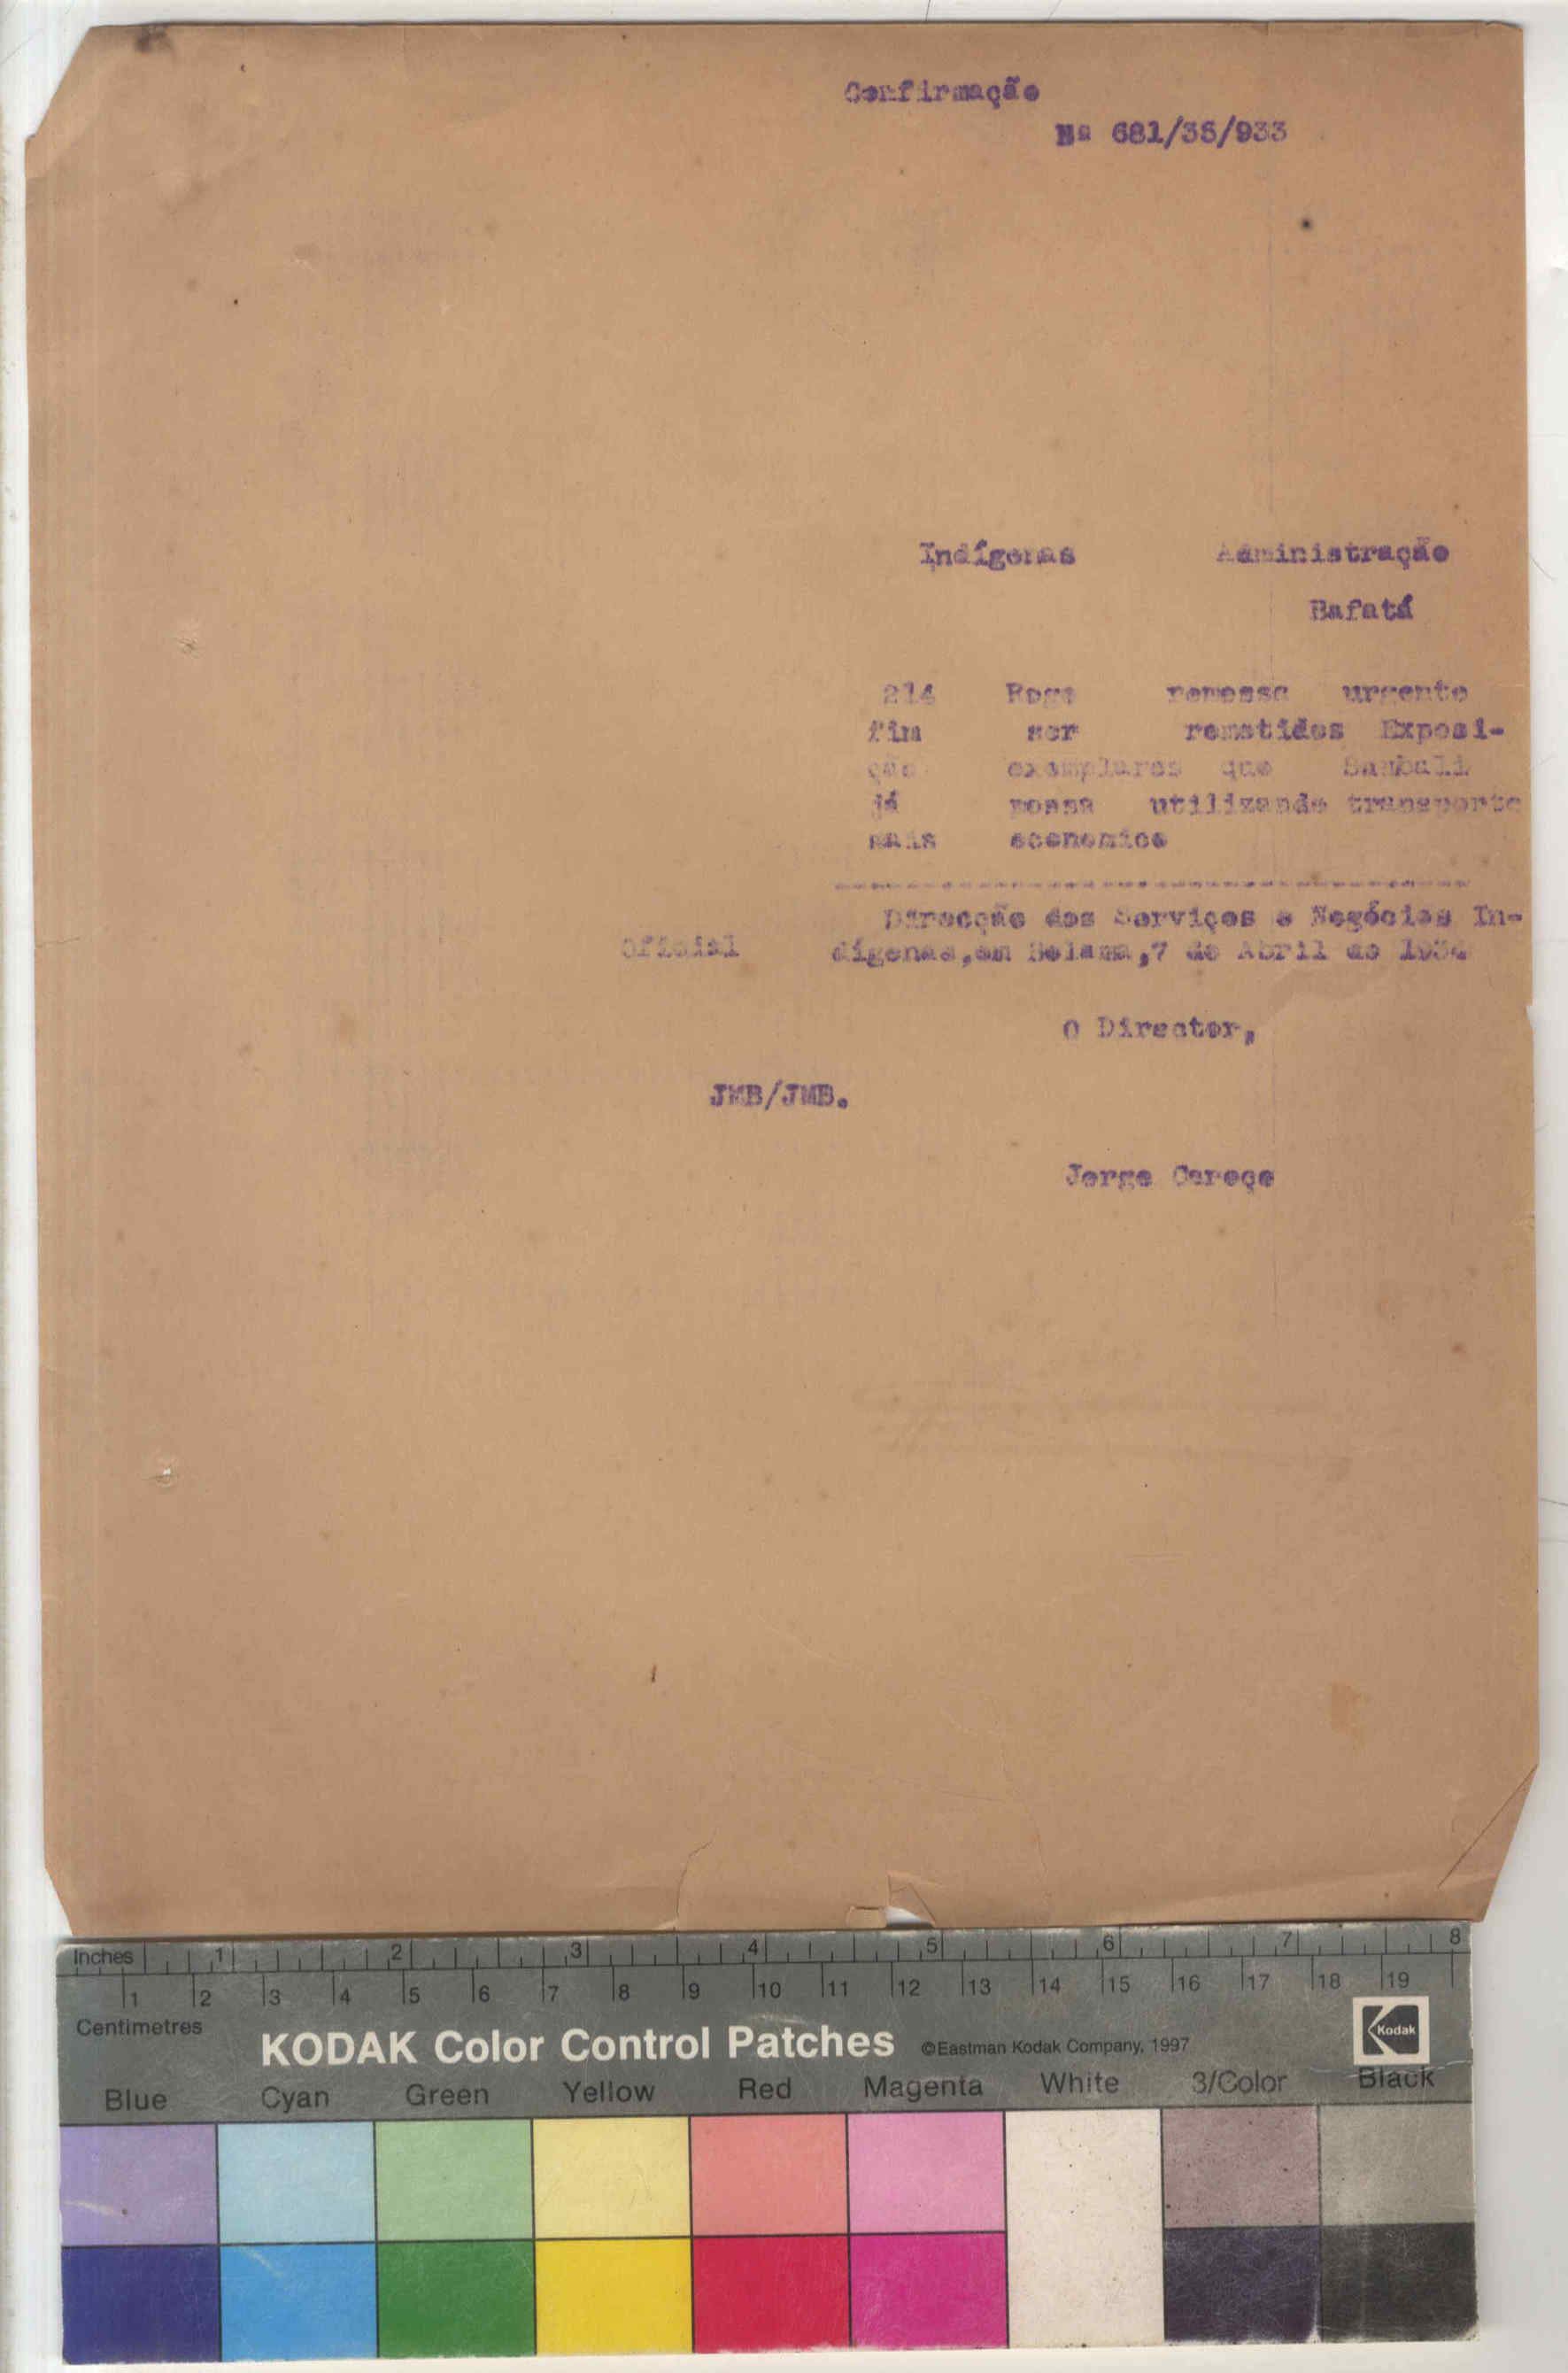 Confirmação
Nº 681/35/933
Indígenas Administração
Bafatá
214 Rogo remessa urgente
fim ser remetidos Exposi-
ção exemplares que Sambali
já possa utilizando transporte
mais economico
Direcção dos Serviços e Negócios In-
Oficial dígenas,em Bolama,7 de Abril de 1934
O Director,
JMB/JMB.
Jorge
Inches 1 2 3 4 5 6 7 8
1 2 3 4 5 6 7 8 9 10 11 12 13 14 15 16 17 18 19
Centimetres
KODAK Color Control Patches ©Eastman Kodak Company, 1997 Kodak
Blue Cyan Green Yellow Red Magenta White 3/Color Black